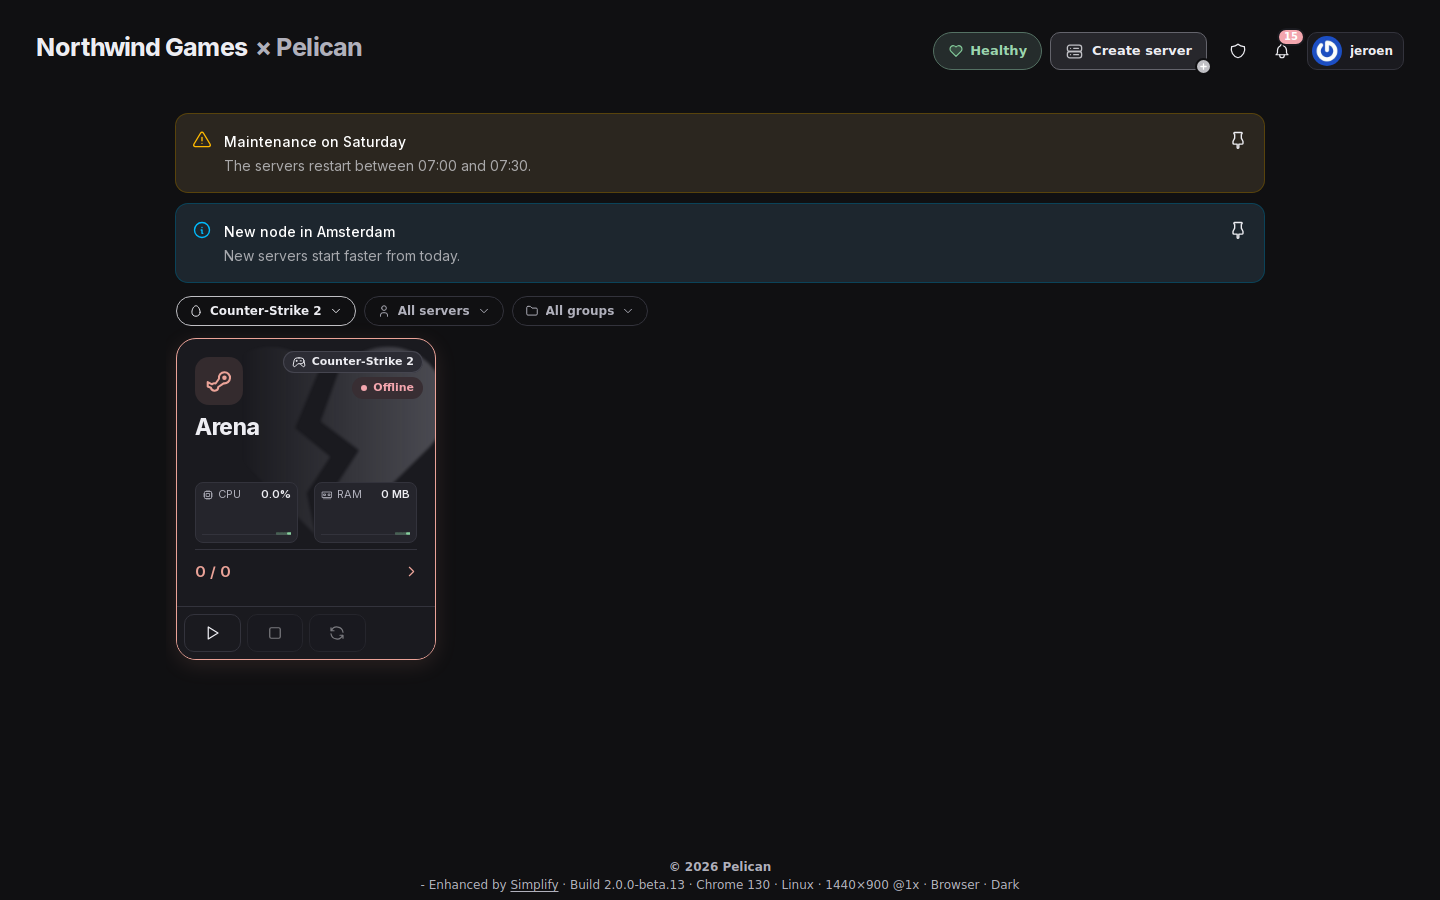 Northwind Games × Pelican
Healthy
Create server
15
jeroen
Maintenance on Saturday
The servers restart between 07:00 and 07:30.
New node in Amsterdam
New servers start faster from today.
Counter-Strike 2
All servers
All groups
Counter-Strike 2
Offline
Arena
CPU 0.0%
RAM 0 MB
0 / 0
© 2026 Pelican
- Enhanced by Simplify · Build 2.0.0-beta.13 · Chrome 130 · Linux · 1440×900 @1x · Browser · Dark